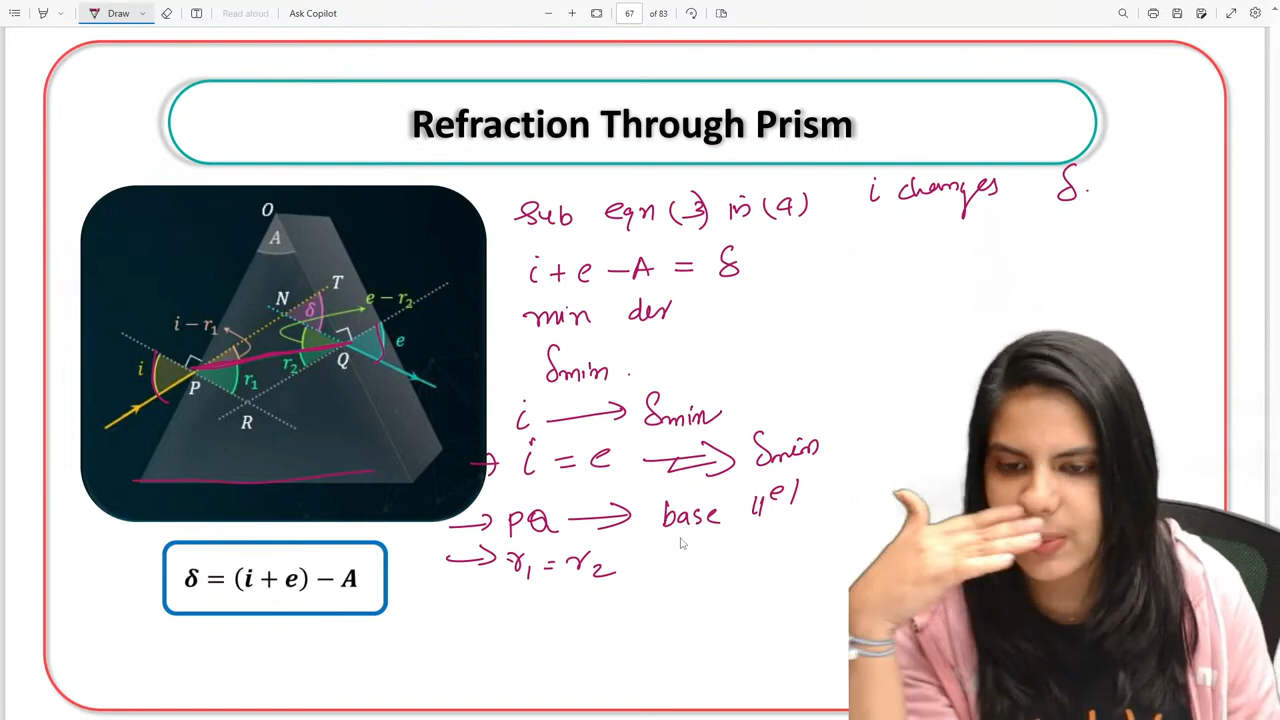 Draw
Read aloud
Ask Copilot
67
of 83
Refraction Through Prism
O
A
T
N
δ
e − r₂
i − r₁
i
e
r₁
r₂
P
Q
R
δ = (i + e) − A
sub eqn (3) in (4)
i changes δ.
i + e − A = δ
min dev
δmin.
i → δmin
→ i = e ⇒ δmin
→ PQ → base ||el
→ r₁ = r₂